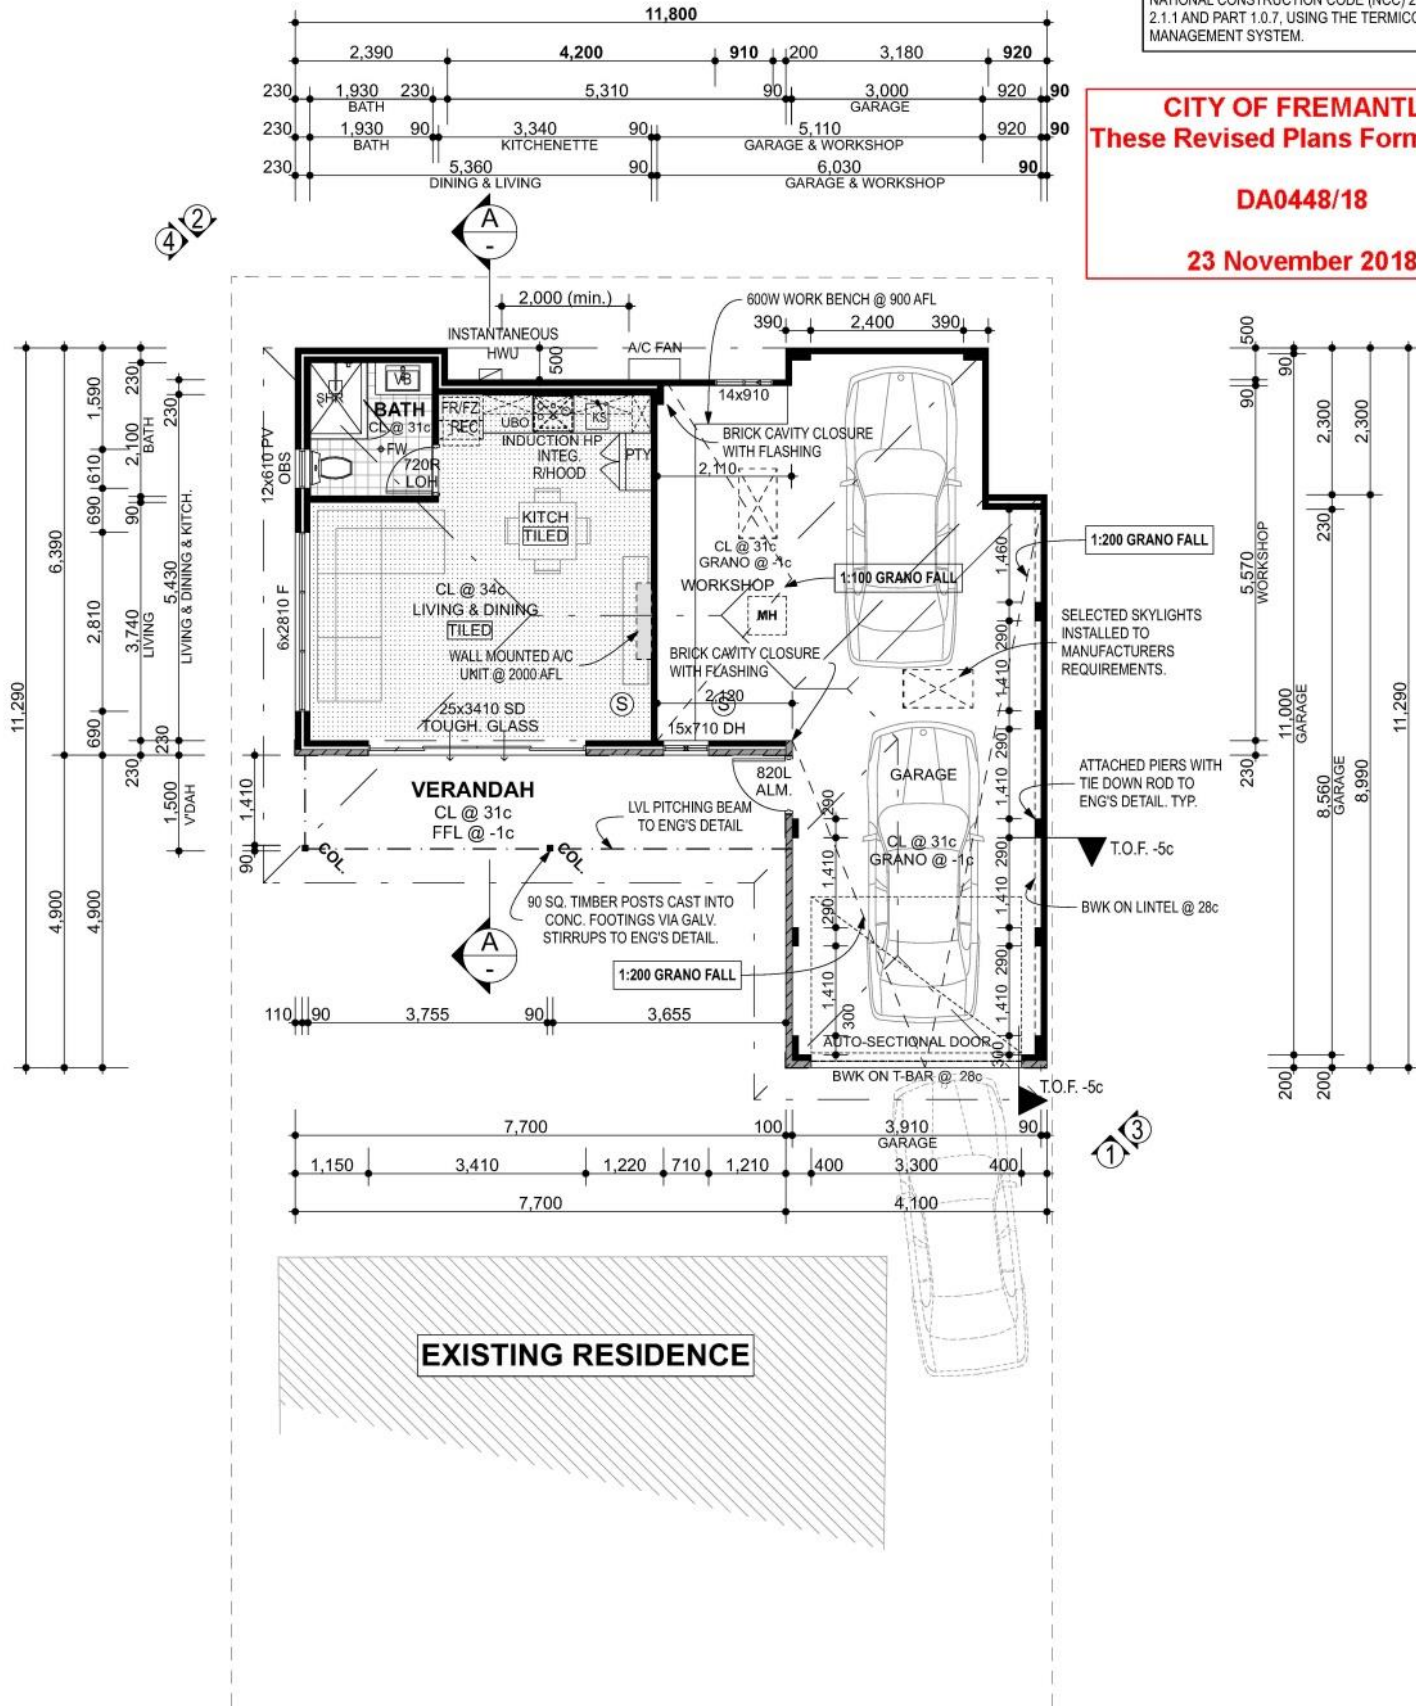 NATIONAL CONSTRUCTION CODE (NCC)
2.1.1 AND PART 1.0.7, USING THE
MANAGEMENT SYSTEM.
CITY OF
These Revised Plans
DA0448/18
23 November 2018
11,800
2,390 4,200 910 200 3,180 920
230 1,930 230 5,310 90 3,000 920 90
BATH GARAGE
230 1,930 90 3,340 90 5,110 920 90
BATH KITCHENETTE GARAGE & WORKSHOP
230 5,360 90 6,030 90
DINING & LIVING GARAGE & WORKSHOP
A
-
4 2
2,000 (min.)
600W WORK BENCH @ 900 AFL
390 2,400 390
INSTANTANEOUS
HWU
500
A/C FAN
14x910
SHR
VB
BATH
CL @ 31c
FW
720R
LOH
FR/FZ
REC
UBO
KS
INDUCTION HP
INTEG.
R/HOOD
PTY
BRICK CAVITY CLOSURE
WITH FLASHING
2,110
12x610 PV
OBS
KITCH
TILED
CL @ 31c
GRANO @ -1c
WORKSHOP
1:100 GRANO FALL
1:200 GRANO FALL
MH
CL @ 34c
LIVING & DINING
TILED
6x2810 F
WALL MOUNTED A/C
UNIT @ 2000 AFL
BRICK CAVITY CLOSURE
WITH FLASHING
SELECTED SKYLIGHTS
INSTALLED TO
MANUFACTURERS
REQUIREMENTS.
S
S
2,120
25x3410 SD
TOUGH. GLASS
15x710 DH
820L
ALM.
GARAGE
ATTACHED PIERS WITH
TIE DOWN ROD TO
ENG'S DETAIL. TYP.
VERANDAH
CL @ 31c
FFL @ -1c
LVL PITCHING BEAM
TO ENG'S DETAIL
COL.
COL.
CL @ 31c
GRANO @ -1c
T.O.F. -5c
BWK ON LINTEL @ 28c
90 SQ. TIMBER POSTS CAST INTO
CONC. FOOTINGS VIA GALV.
STIRRUPS TO ENG'S DETAIL.
A
-
1:200 GRANO FALL
110 90 3,755 90 3,655
AUTO-SECTIONAL DOOR
BWK ON T-BAR @ 28c
T.O.F. -5c
1 3
7,700 100 3,910 90
GARAGE
1,150 3,410 1,220 710 1,210 400 3,300 400
7,700 4,100
11,290
6,390
4,900
1,590
610
690
2,810
690
4,900
230
2,100
BATH
90
3,740
LIVING
230
230
5,430
LIVING & DINING & KITCH.
230
1,500
V'DAH
1,410
90
290
1,410
290
1,410
300
1,460
290
1,410
290
1,410
290
1,410
290
1,410
300
500
90
5,570
WORKSHOP
230
90
11,000
GARAGE
200
2,300
230
8,560
GARAGE
200
2,300
8,990
11,290
EXISTING RESIDENCE